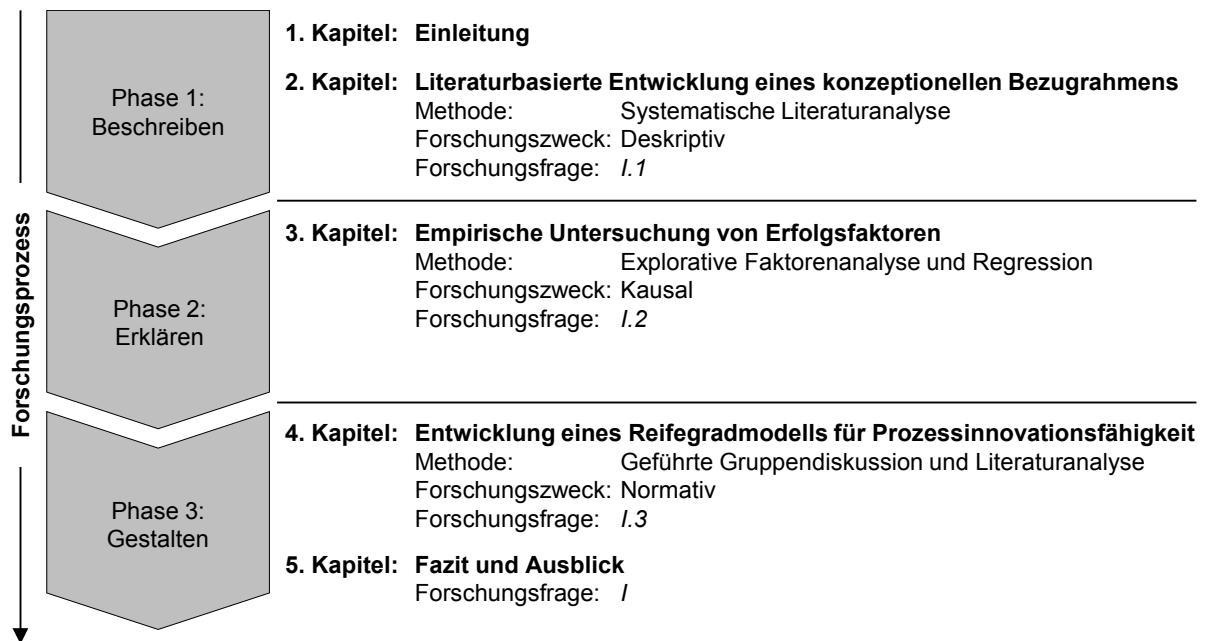 Forschungsprozess
Phase 1:
Beschreiben
1. Kapitel: Einleitung
2. Kapitel: Literaturbasierte Entwicklung eines konzeptionellen Bezugrahmens
Methode: Systematische Literaturanalyse
Forschungszweck: Deskriptiv
Forschungsfrage: I.1
Phase 2:
Erklären
3. Kapitel: Empirische Untersuchung von Erfolgsfaktoren
Methode: Explorative Faktorenanalyse und Regression
Forschungszweck: Kausal
Forschungsfrage: I.2
Phase 3:
Gestalten
4. Kapitel: Entwicklung eines Reifegradmodells für Prozessinnovationsfähigkeit
Methode: Geführte Gruppendiskussion und Literaturanalyse
Forschungszweck: Normativ
Forschungsfrage: I.3
5. Kapitel: Fazit und Ausblick
Forschungsfrage: I